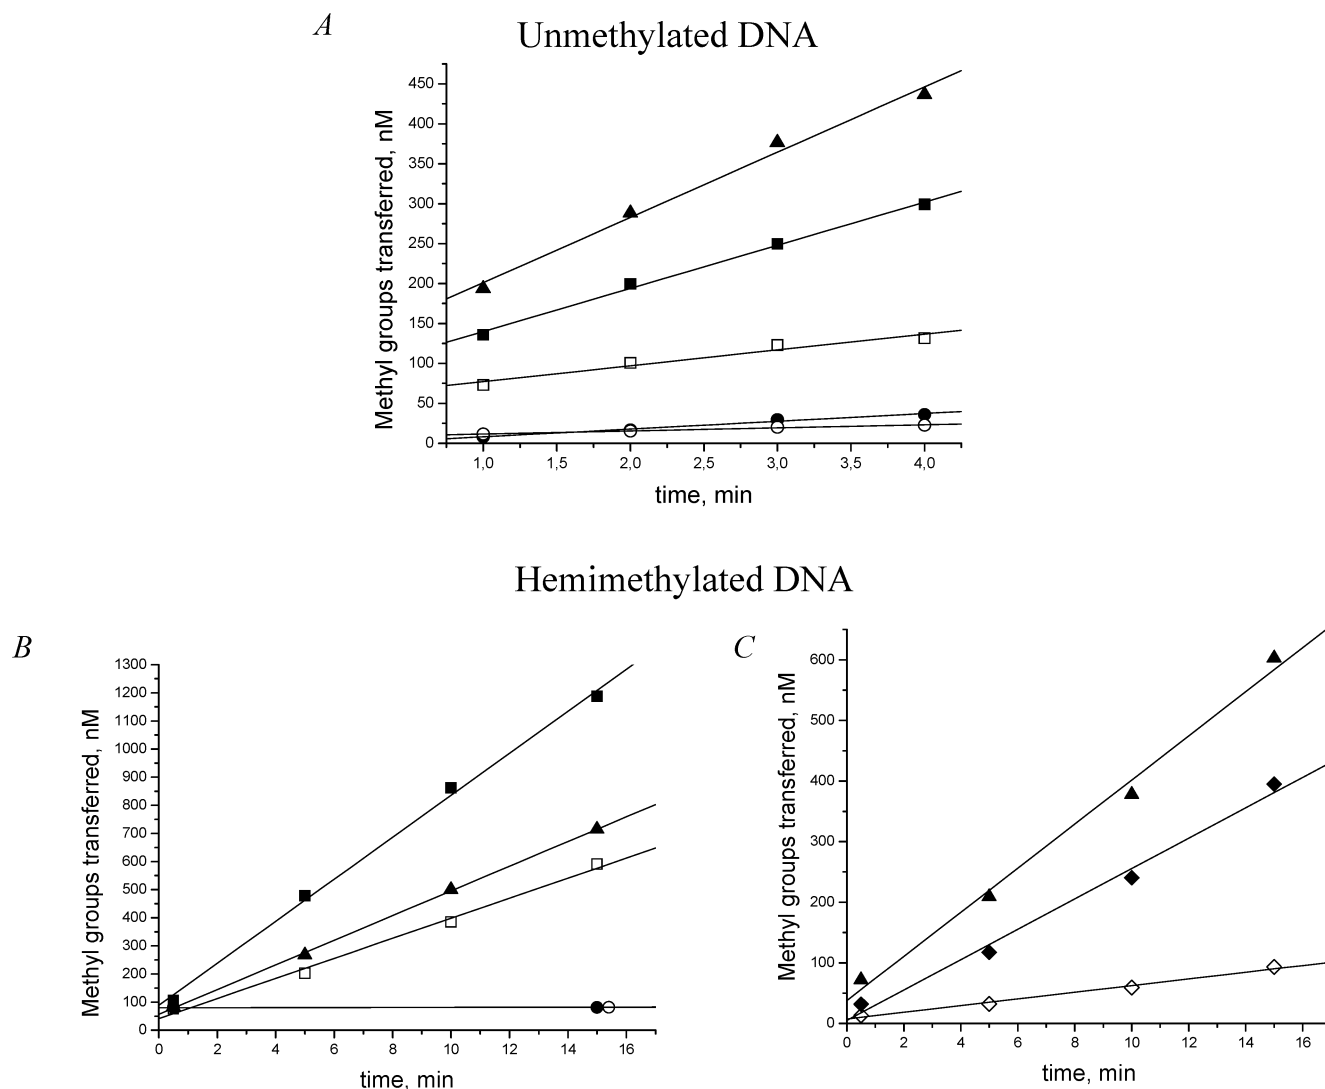 A
Unmethylated DNA
Methyl groups transferred, nM
450
400
350
300
250
200
150
100
50
0
1,0 1,5 2,0 2,5 3,0 3,5 4,0
time, min
Hemimethylated DNA
B
Methyl groups transferred, nM
1300
1200
1100
1000
900
800
700
600
500
400
300
200
100
0
0 2 4 6 8 10 12 14 16
time, min
C
Methyl groups transferred, nM
600
500
400
300
200
100
0
0 2 4 6 8 10 12 14 16
time, min